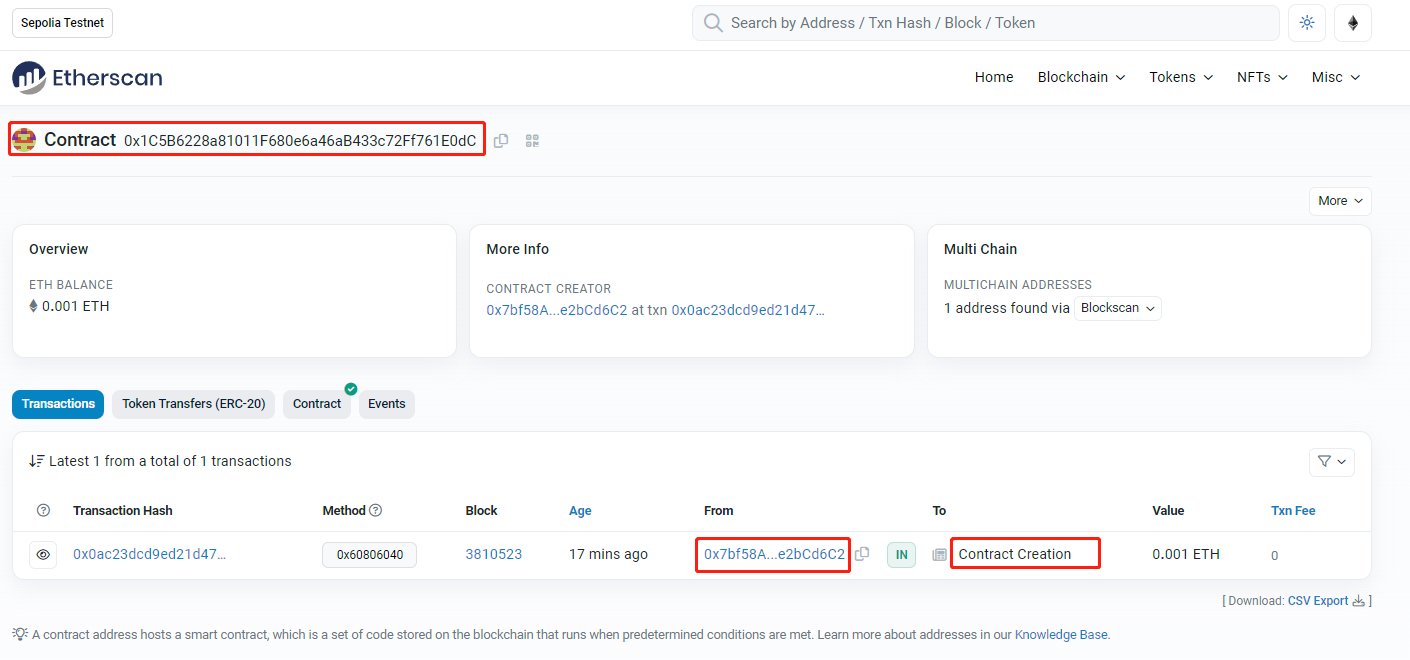 Sepolia Testnet
Search by Address / Txn Hash / Block / Token
Etherscan
Home Blockchain Tokens NFTs Misc
Contract 0x1C5B6228a81011F680e6a46aB433c72Ff761E0dC
More
Overview
ETH BALANCE
0.001 ETH
More Info
CONTRACT CREATOR
0x7bf58A...e2bCd6C2 at txn 0x0ac23dcd9ed21d47...
Multi Chain
MULTICHAIN ADDRESSES
1 address found via Blockscan
Transactions Token Transfers (ERC-20) Contract Events
Latest 1 from a total of 1 transactions
Transaction Hash Method Block Age From To Value Txn Fee
0x0ac23dcd9ed21d47... 0x60806040 3810523 17 mins ago 0x7bf58A...e2bCd6C2 IN Contract Creation 0.001 ETH 0
[ Download: CSV Export ]
A contract address hosts a smart contract, which is a set of code stored on the blockchain that runs when predetermined conditions are met. Learn more about addresses in our Knowledge Base.